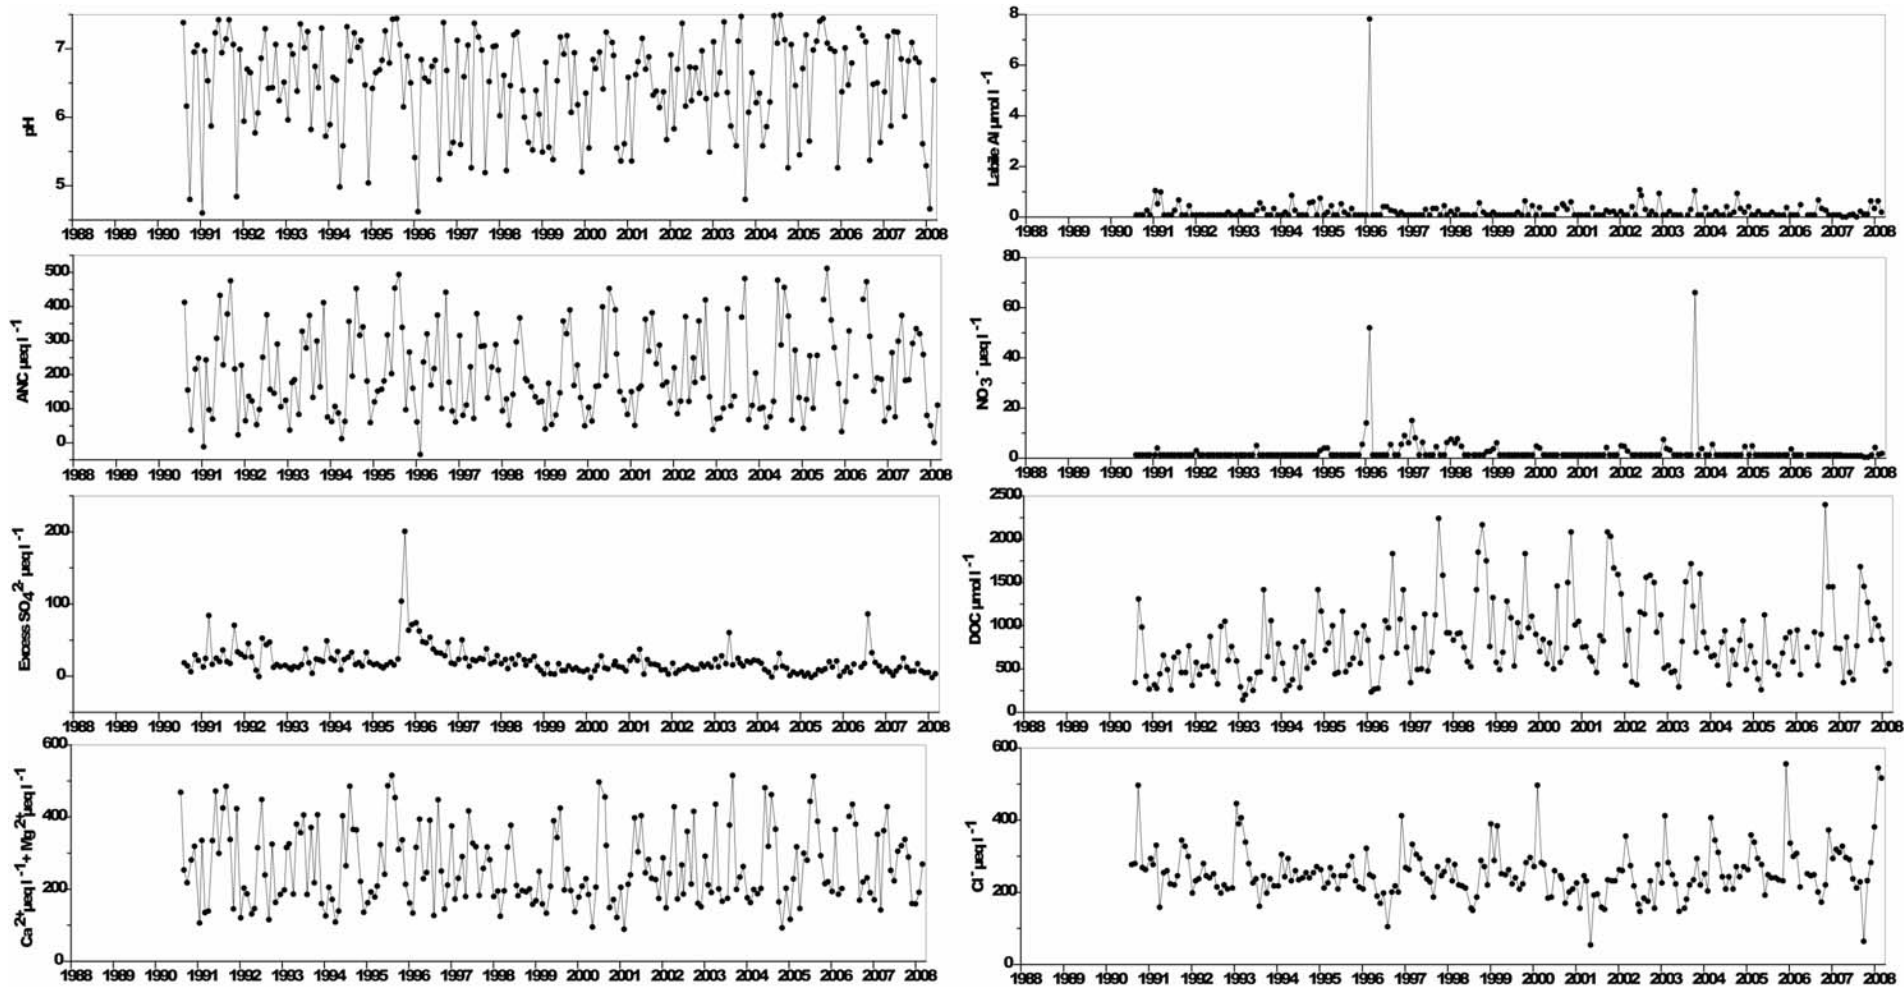 7
6
5
pH
1988 1989 1990 1991 1992 1993 1994 1995 1996 1997 1998 1999 2000 2001 2002 2003 2004 2005 2006 2007 2008
8
6
4
2
0
Labile Al µmol l⁻¹
1988 1989 1990 1991 1992 1993 1994 1995 1996 1997 1998 1999 2000 2001 2002 2003 2004 2005 2006 2007 2008
500
400
300
200
100
0
ANC µeq l⁻¹
1988 1989 1990 1991 1992 1993 1994 1995 1996 1997 1998 1999 2000 2001 2002 2003 2004 2005 2006 2007 2008
80
60
40
20
0
NO₃⁻ µeq l⁻¹
1988 1989 1990 1991 1992 1993 1994 1995 1996 1997 1998 1999 2000 2001 2002 2003 2004 2005 2006 2007 2008
200
100
0
Excess SO₄²⁻ µeq l⁻¹
1988 1989 1990 1991 1992 1993 1994 1995 1996 1997 1998 1999 2000 2001 2002 2003 2004 2005 2006 2007 2008
2500
2000
1500
1000
500
0
DOC µmol l⁻¹
1988 1989 1990 1991 1992 1993 1994 1995 1996 1997 1998 1999 2000 2001 2002 2003 2004 2005 2006 2007 2008
600
400
200
0
Ca²⁺µeq l⁻¹+ Mg²⁺µeq l⁻¹
1988 1989 1990 1991 1992 1993 1994 1995 1996 1997 1998 1999 2000 2001 2002 2003 2004 2005 2006 2007 2008
600
400
200
0
Cl⁻µeq l⁻¹
1988 1989 1990 1991 1992 1993 1994 1995 1996 1997 1998 1999 2000 2001 2002 2003 2004 2005 2006 2007 2008